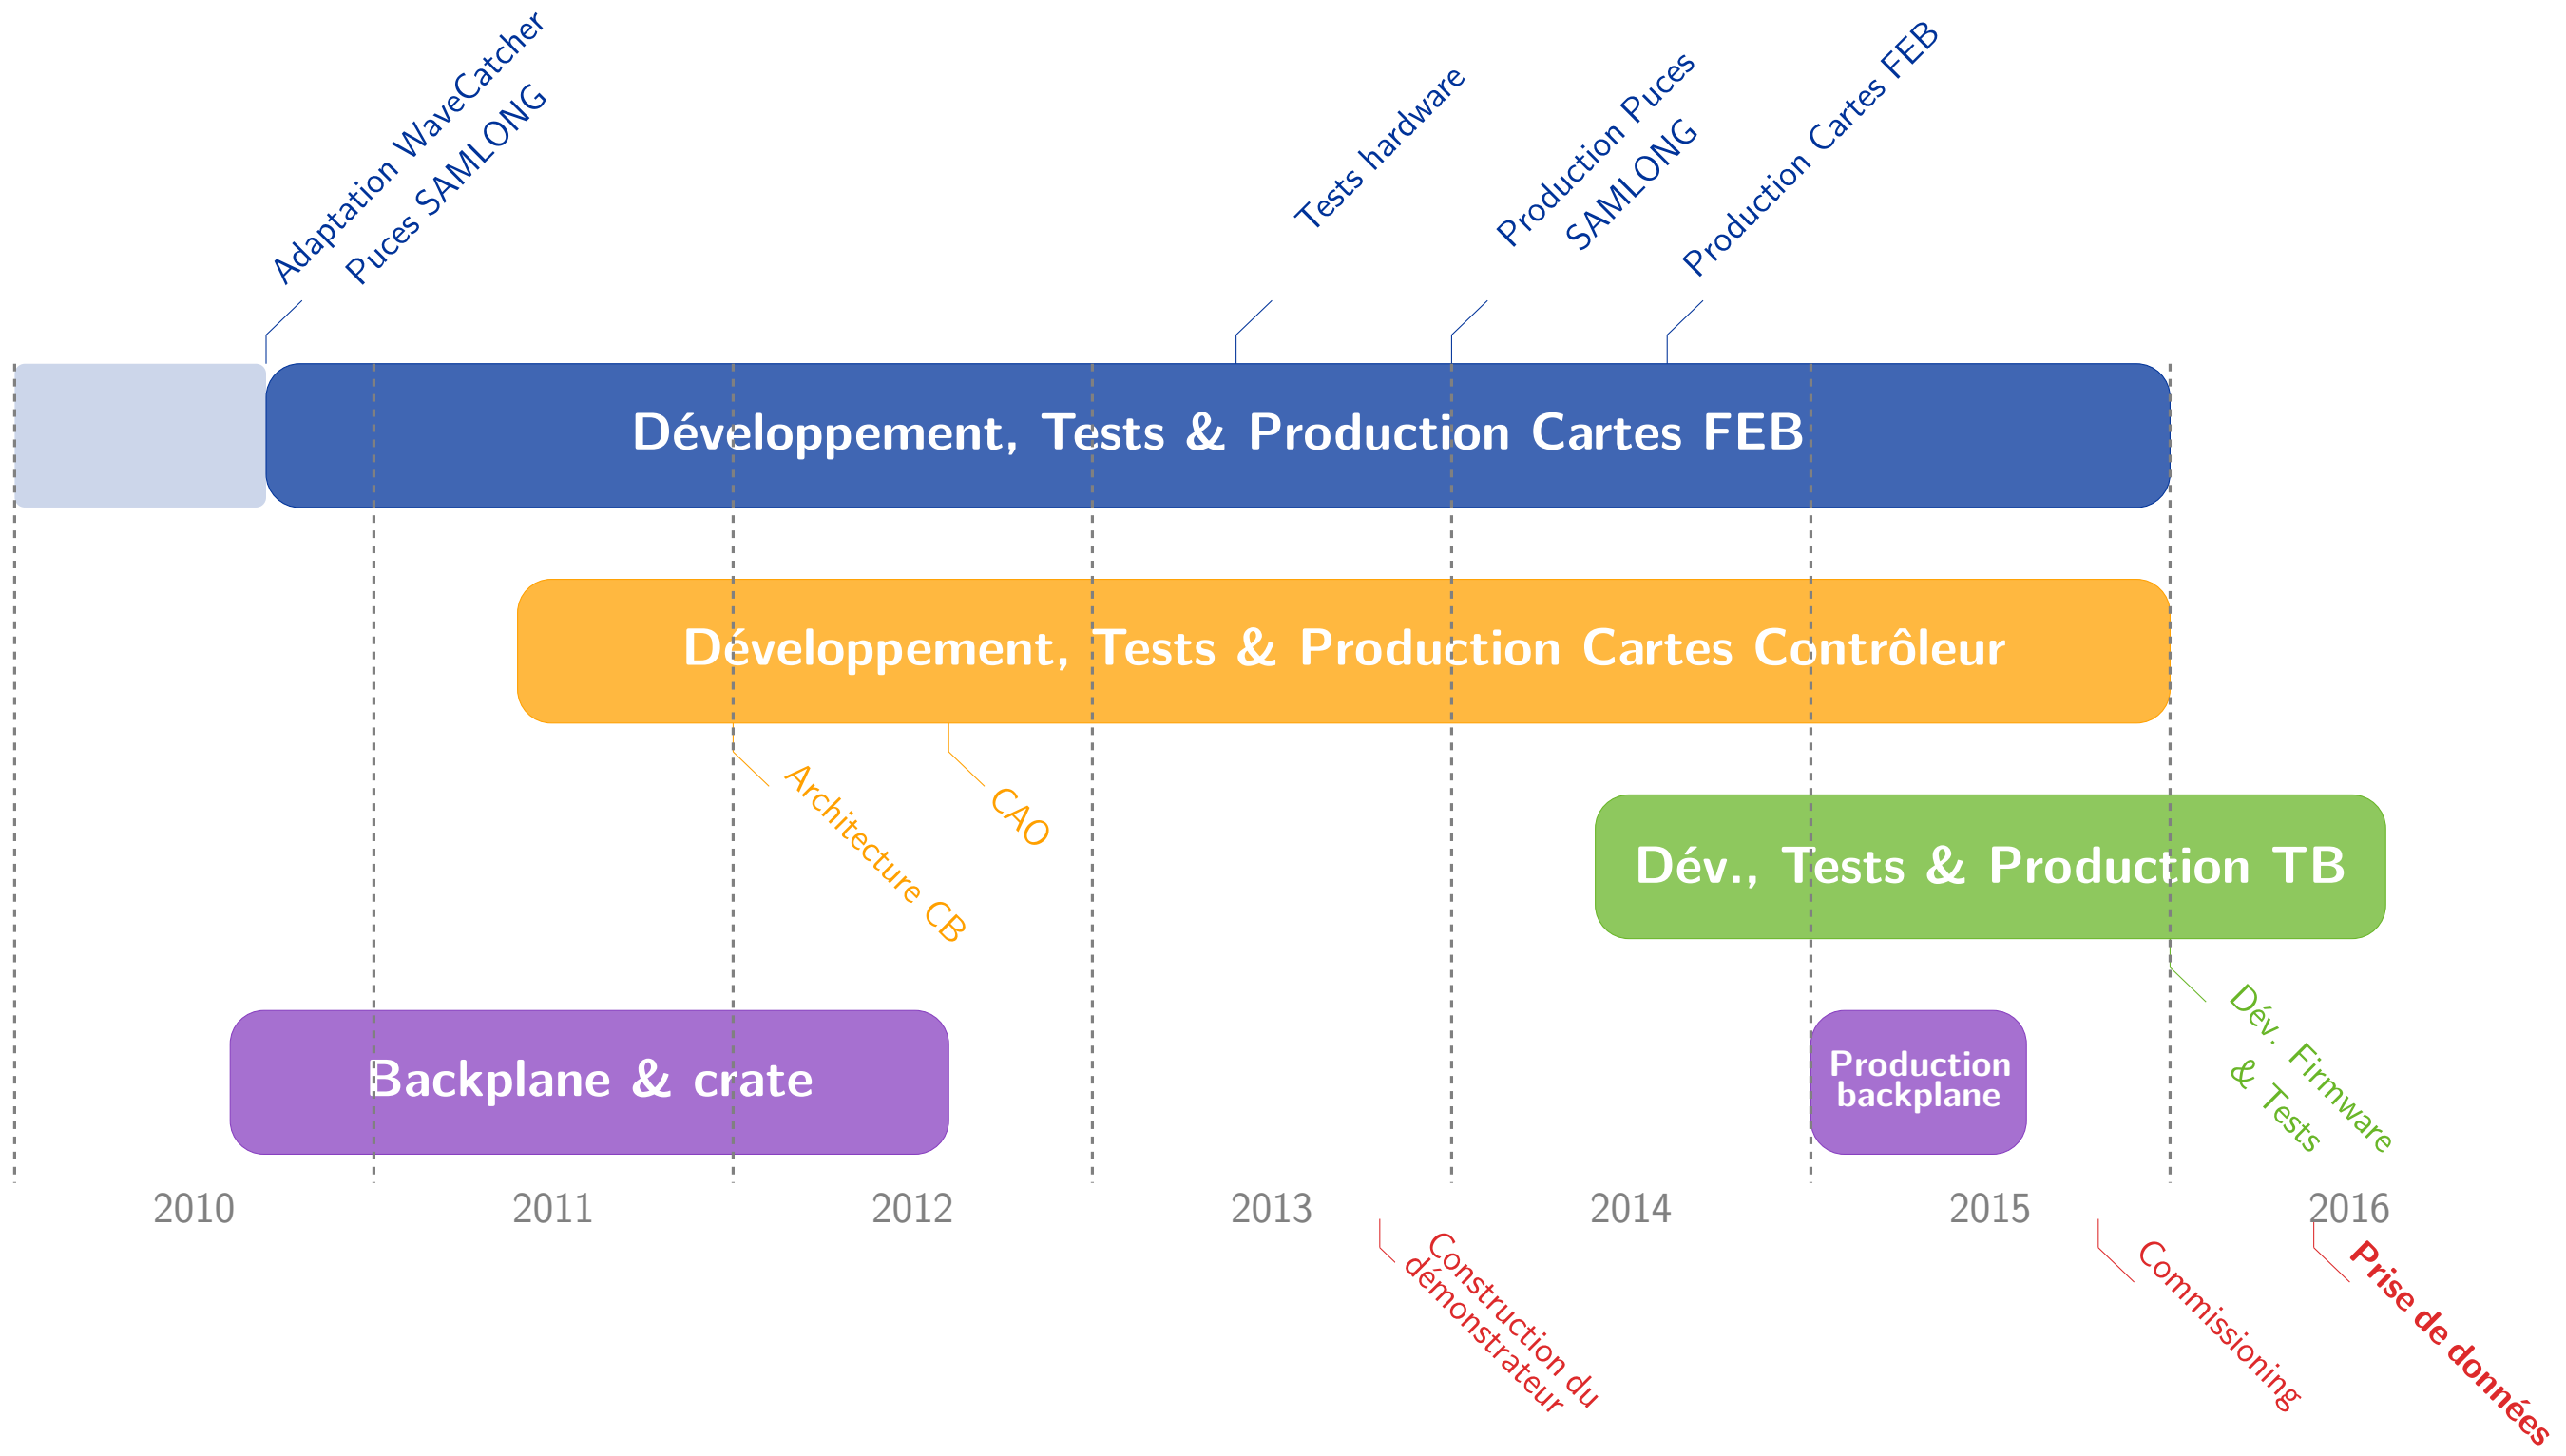 Adaptation WaveCatcher
Puces SAMLONG
Tests hardware
Production Puces
SAMLONG
Production Cartes FEB
Développement, Tests & Production Cartes FEB
Développement, Tests & Production Cartes Contrôleur
Architecture CB
CAO
Dév., Tests & Production TB
Dév. Firmware
& Tests
Backplane & crate
Production
backplane
2010
2011
2012
2013
2014
2015
2016
Construction du
démonstrateur
Commissioning
Prise de données